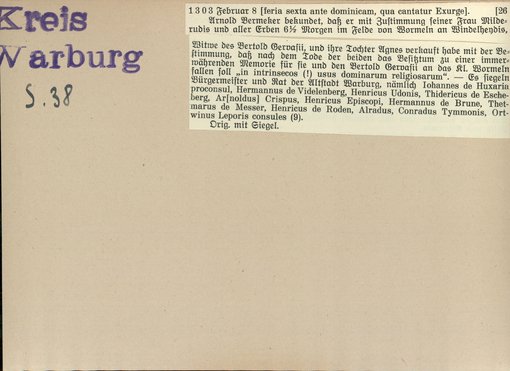 Kreis
Warburg
S. 38
1303 Februar 8 [feria sexta ante dominicam, qua cantatur Exurge]. [26
Arnold Vermeker bekundet, daß er mit Zustimmung seiner Frau Milde-
rudis und aller Erben 6½ Morgen im Felde von Wormeln an Windelheydis,
Witwe des Bertold Gervasii, und ihre Tochter Agnes verkauft habe mit der Be-
stimmung, daß nach dem Tode der beiden das Besitztum zu einer immer-
währenden Memorie für sie und den Bertold Gervasii an das Kl. Wormeln
fallen soll „in intrinsecos (!) usus dominarum religiosarum“. — Es siegeln
Bürgermeister und Rat der Altstadt Warburg, nämlich Iohannes de Huxaria
proconsul, Hermannus de Videlenberg, Henricus Udonis, Thidericus de Esche-
berg, Ar[noldus] Crispus, Henricus Episcopi, Hermannus de Brune, Thet-
marus de Messer, Henricus de Roden, Alradus, Conradus Tymmonis, Ort-
winus Leporis consules (9).
Orig. mit Siegel.